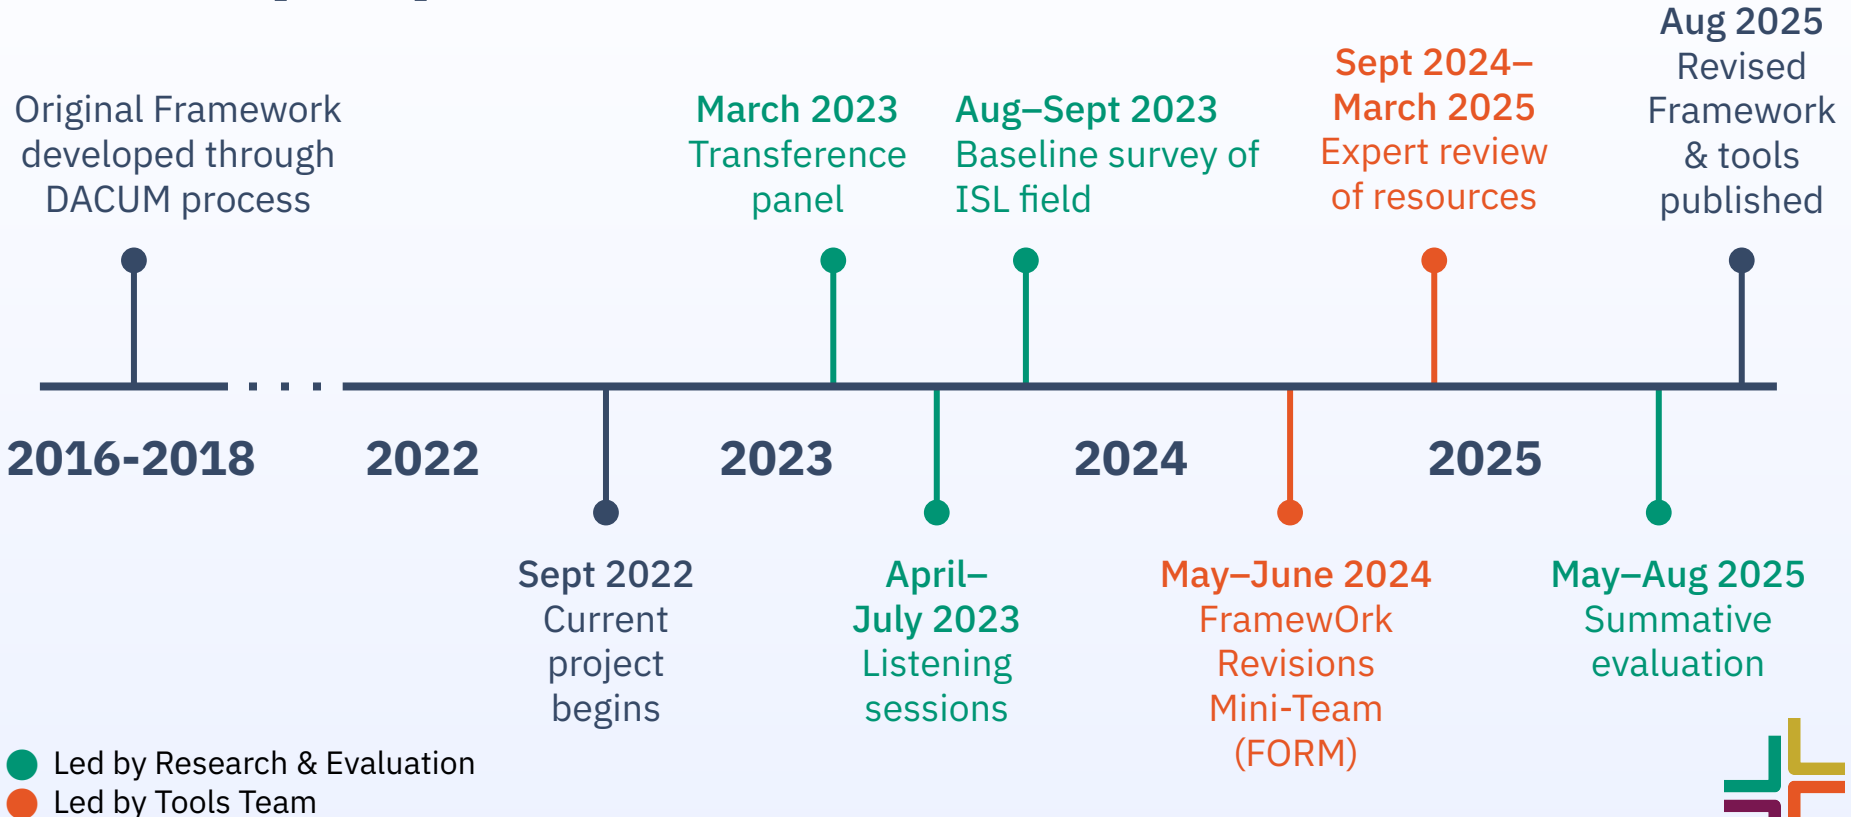 Original Framework
developed through
DACUM process
March 2023
Transference
panel
Aug–Sept 2023
Baseline survey of
ISL field
Sept 2024–
March 2025
Expert review
of resources
Aug 2025
Revised
Framework
& tools
published
2016-2018
2022
2023
2024
2025
Sept 2022
Current
project
begins
April–
July 2023
Listening
sessions
May–June 2024
FramewOrk
Revisions
Mini-Team
(FORM)
May–Aug 2025
Summative
evaluation
Led by Research & Evaluation
Led by Tools Team